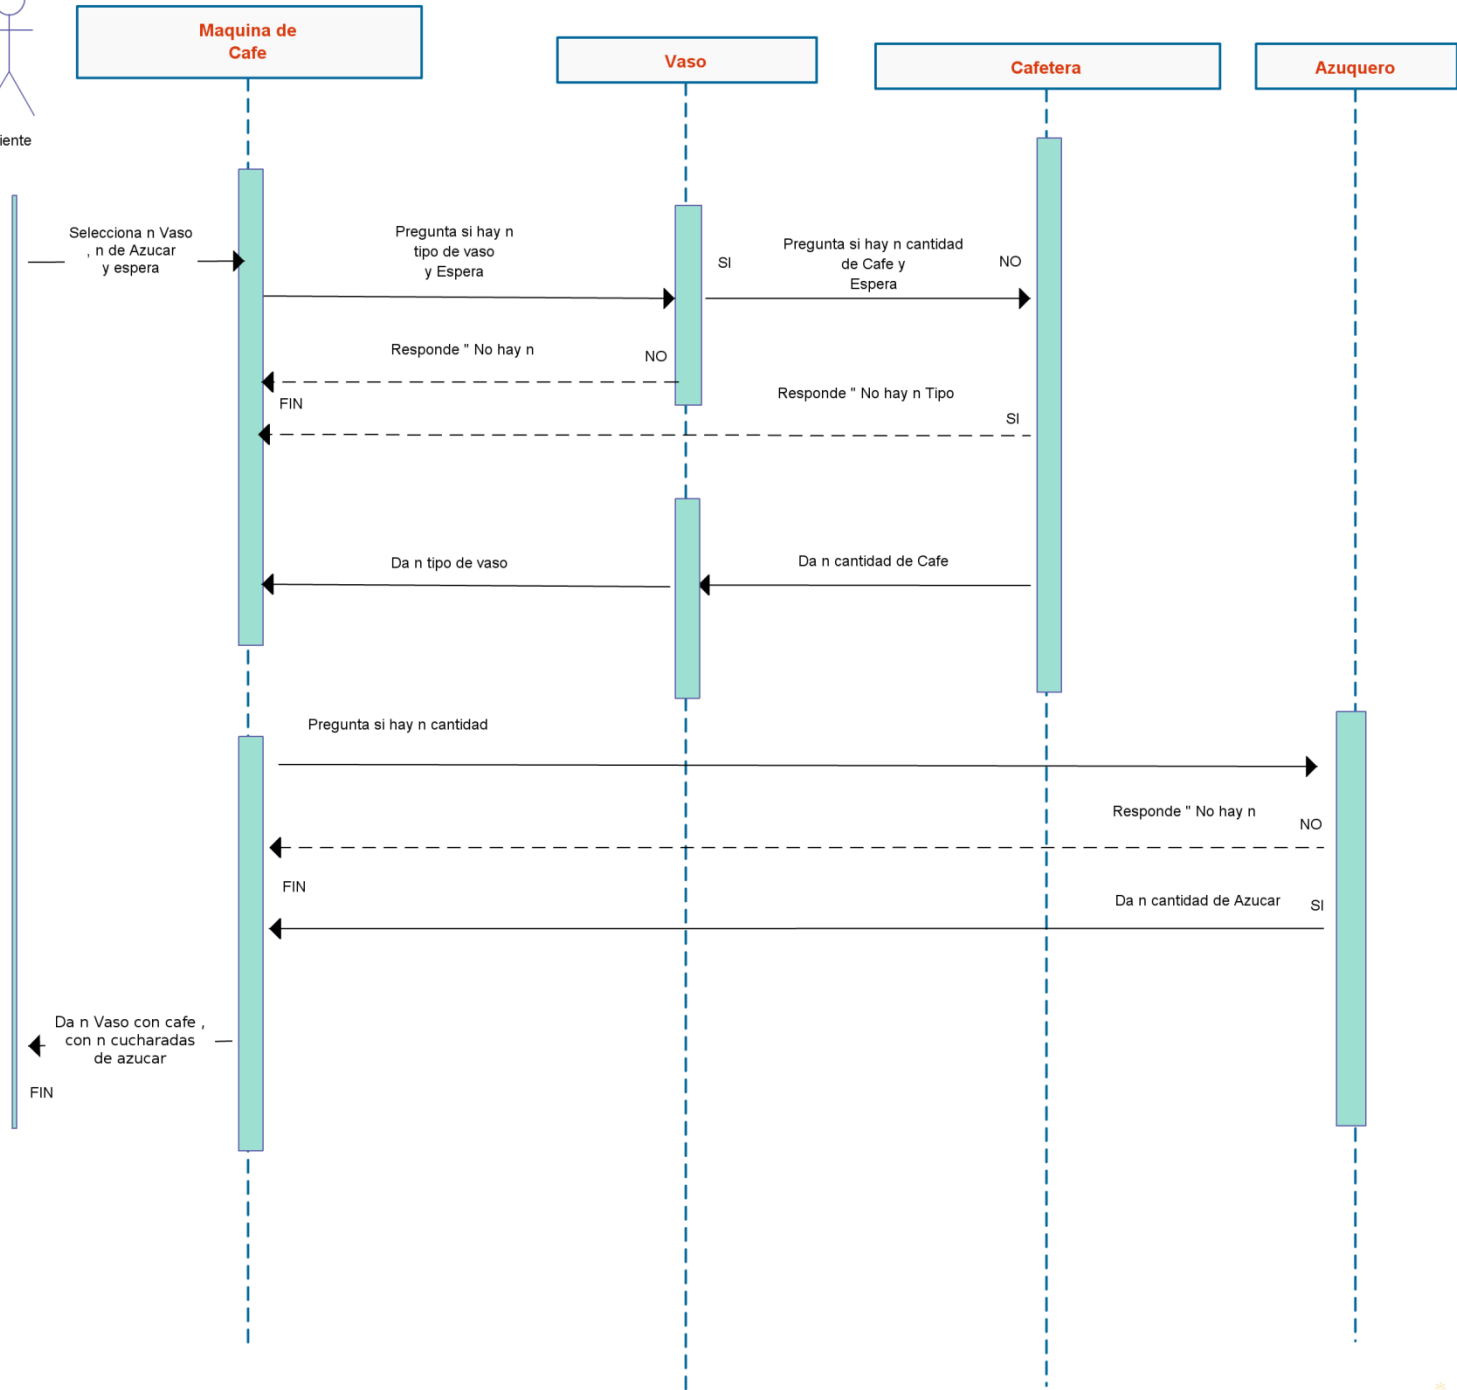 Maquina de
Cafe
Vaso
Cafetera
Azuquero
iente
Selecciona n Vaso
, n de Azucar
y espera
Pregunta si hay n
tipo de vaso
y Espera
SI
Pregunta si hay n cantidad
de Cafe y
Espera
NO
Responde " No hay n
NO
FIN
Responde " No hay n Tipo
SI
Da n tipo de vaso
Da n cantidad de Cafe
Pregunta si hay n cantidad
Responde " No hay n
NO
FIN
Da n cantidad de Azucar
SI
Da n Vaso con cafe ,
con n cucharadas
de azucar
FIN